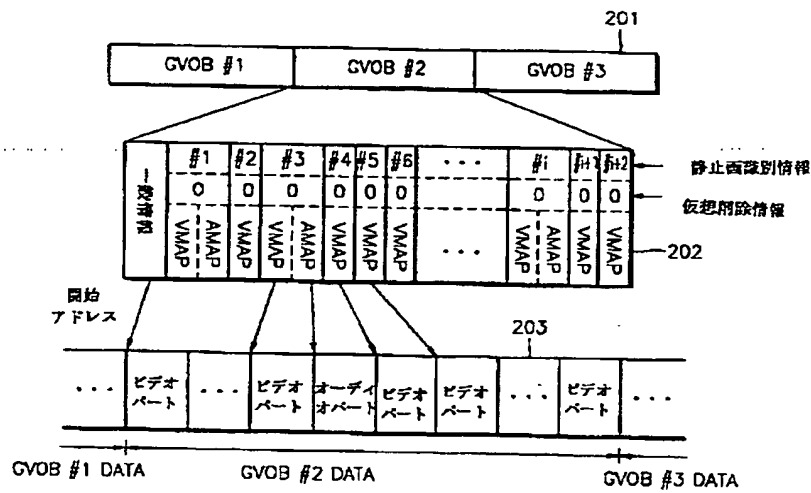 201
GVOB #1 GVOB #2 GVOB #3
#1 #2 #3 #4 #5 #6 ... #i #i+1 #i+2 静止画識別情報
一般情報
0 0 0 0 0 0 0 0 0 仮想削除情報
VMAP AMAP VMAP VMAP AMAP VMAP VMAP VMAP ... VMAP AMAP VMAP VMAP 202
開始
アドレス
203
... ビデオ ... ビデオ オーディ ビデオ ビデオ ... ビデオ ...
パート パート オパート パート パート パート
GVOB #1 DATA GVOB #2 DATA GVOB #3 DATA